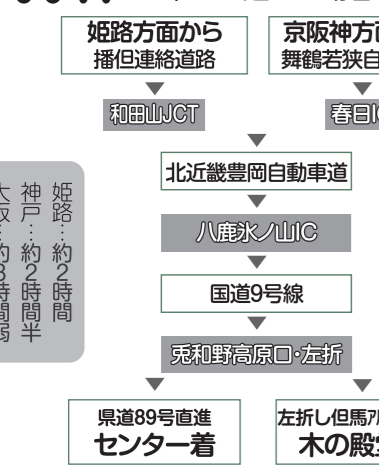 姫路方面から
播但連絡道路
京阪神方
舞鶴若狭自
和田山JCT
春日IC
北近畿豊岡自動車道
八鹿氷ノ山IC
国道9号線
兎和野高原口・左折
姫路…約2時間
神戸…約2時間半
大阪…約3時間弱
県道89号直進
センター着
左折し但馬ｱﾙ
木の殿堂